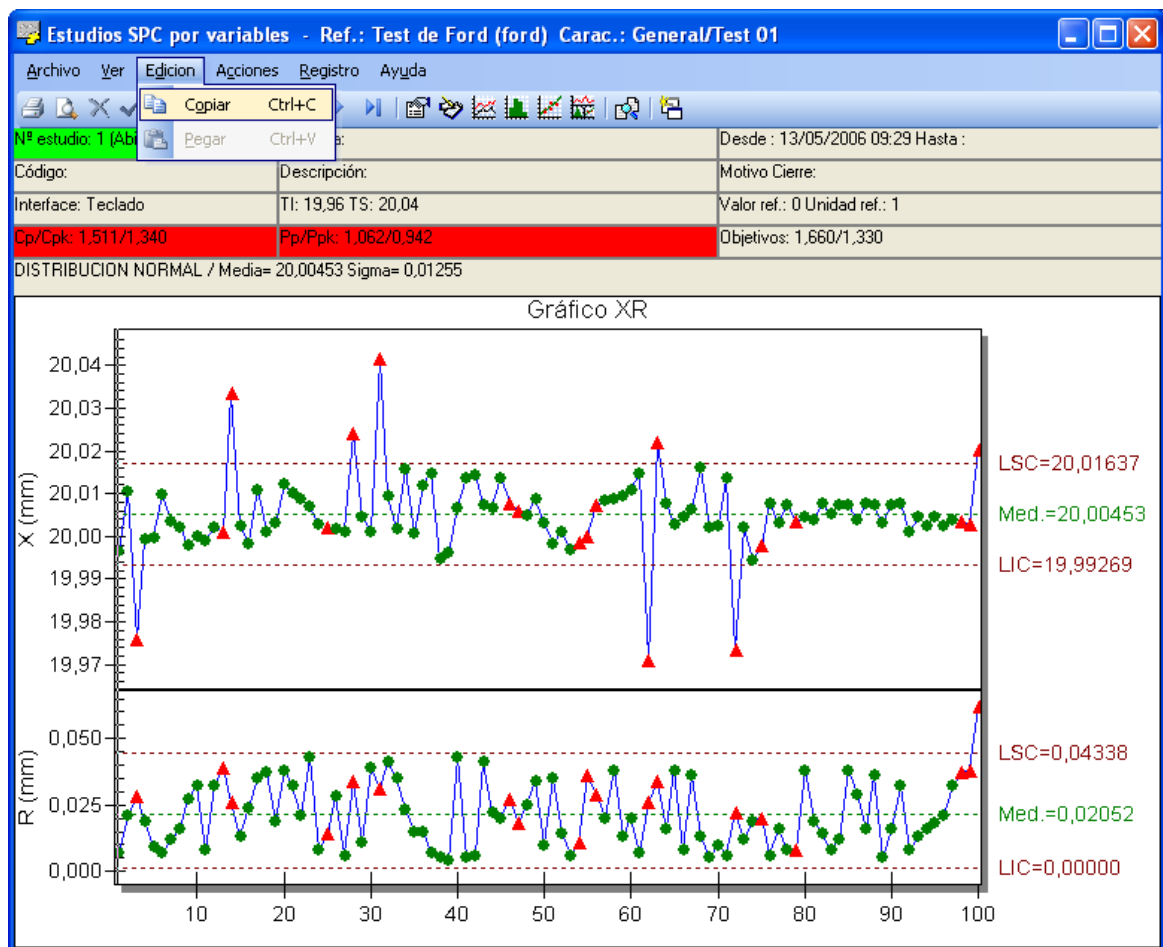 Estudios SPC por variables - Ref.: Test de Ford (ford) Carac.: General/Test 01
Archivo Ver Edicion Acciones Registro Ayuda
Copiar Ctrl+C
Pegar Ctrl+V
Nº estudio: 1 (Abi
a:
Desde : 13/05/2006 09:29 Hasta :
Código:
Descripción:
Motivo Cierre:
Interface: Teclado
TI: 19,96 TS: 20,04
Valor ref.: 0 Unidad ref.: 1
Cp/Cpk: 1,511/1,340
Pp/Ppk: 1,062/0,942
Objetivos: 1,660/1,330
DISTRIBUCION NORMAL / Media= 20,00453 Sigma= 0,01255
Gráfico XR
X (mm)
20,04
20,03
20,02
20,01
20,00
19,99
19,98
19,97
LSC=20,01637
Med.=20,00453
LIC=19,99269
R (mm)
0,050
0,025
0,000
LSC=0,04338
Med.=0,02052
LIC=0,00000
10 20 30 40 50 60 70 80 90 100